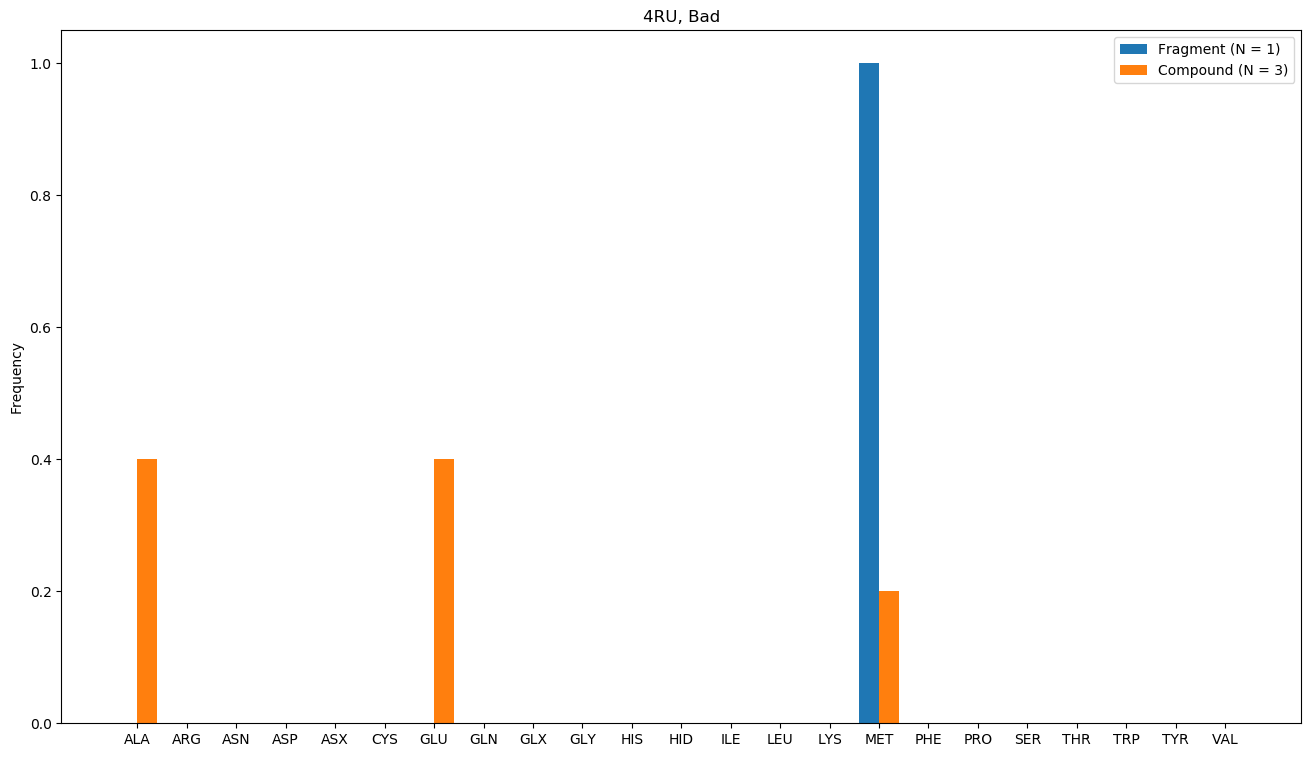 4RU, Bad
Fragment (N = 1)
Compound (N = 3)
Frequency
1.0
0.8
0.6
0.4
0.2
0.0
ALA ARG ASN ASP ASX CYS GLU GLN GLX GLY HIS HID ILE LEU LYS MET PHE PRO SER THR TRP TYR VAL